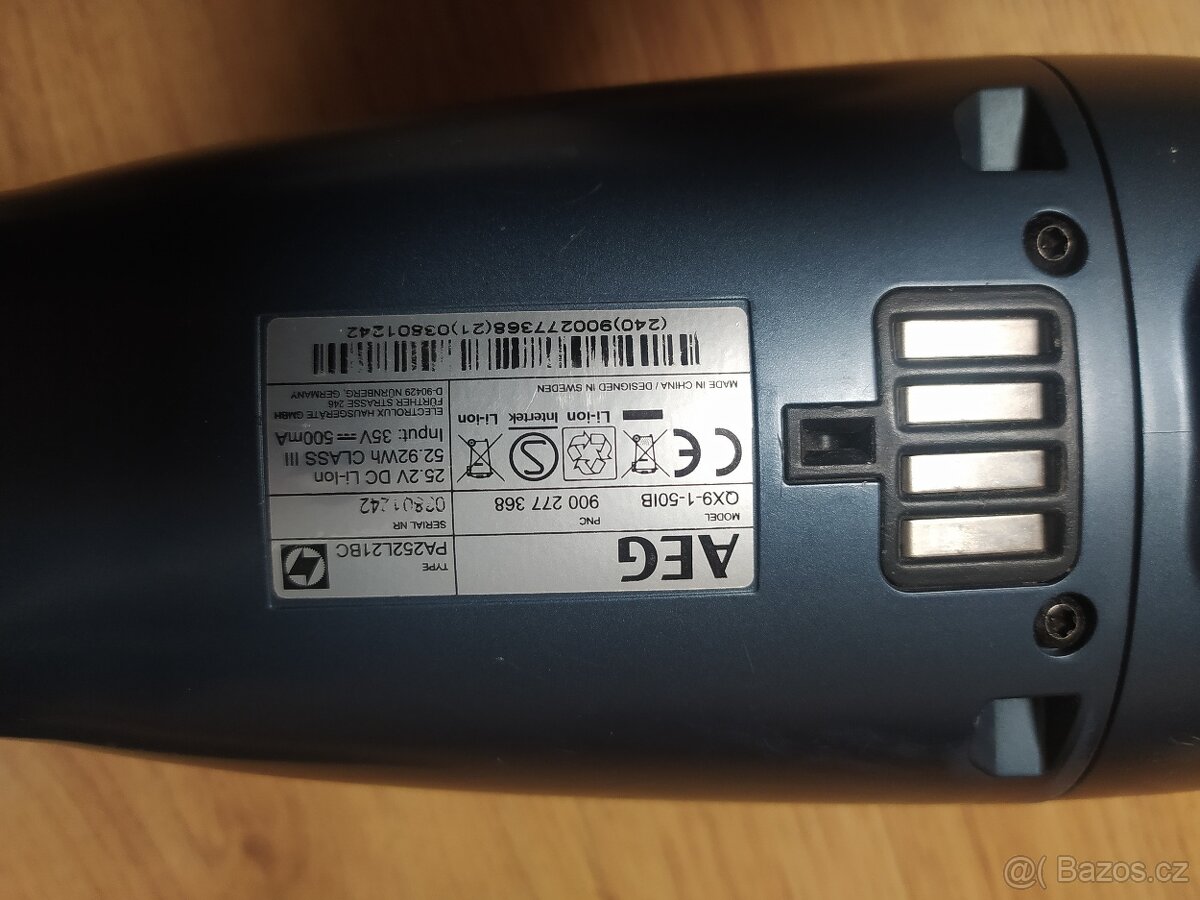 AEG
TYPE
PA252L21BC
MODEL
QX9-1-50IB
PNC
900 277 368
SERIAL NR
03801242
25.2V DC Li-Ion
52.92Wh CLASS III
Input: 35V ⎓ 500mA
ELECTROLUX HAUSGERÄTE GMBH
FÜRTHER STRASSE 246
D-90429 NÜRNBERG, GERMANY
CE
Li-ion Intertek Li-ion
S
MADE IN CHINA / DESIGNED IN SWEDEN
(240)900277368(21)03801242
@( Bazos.cz